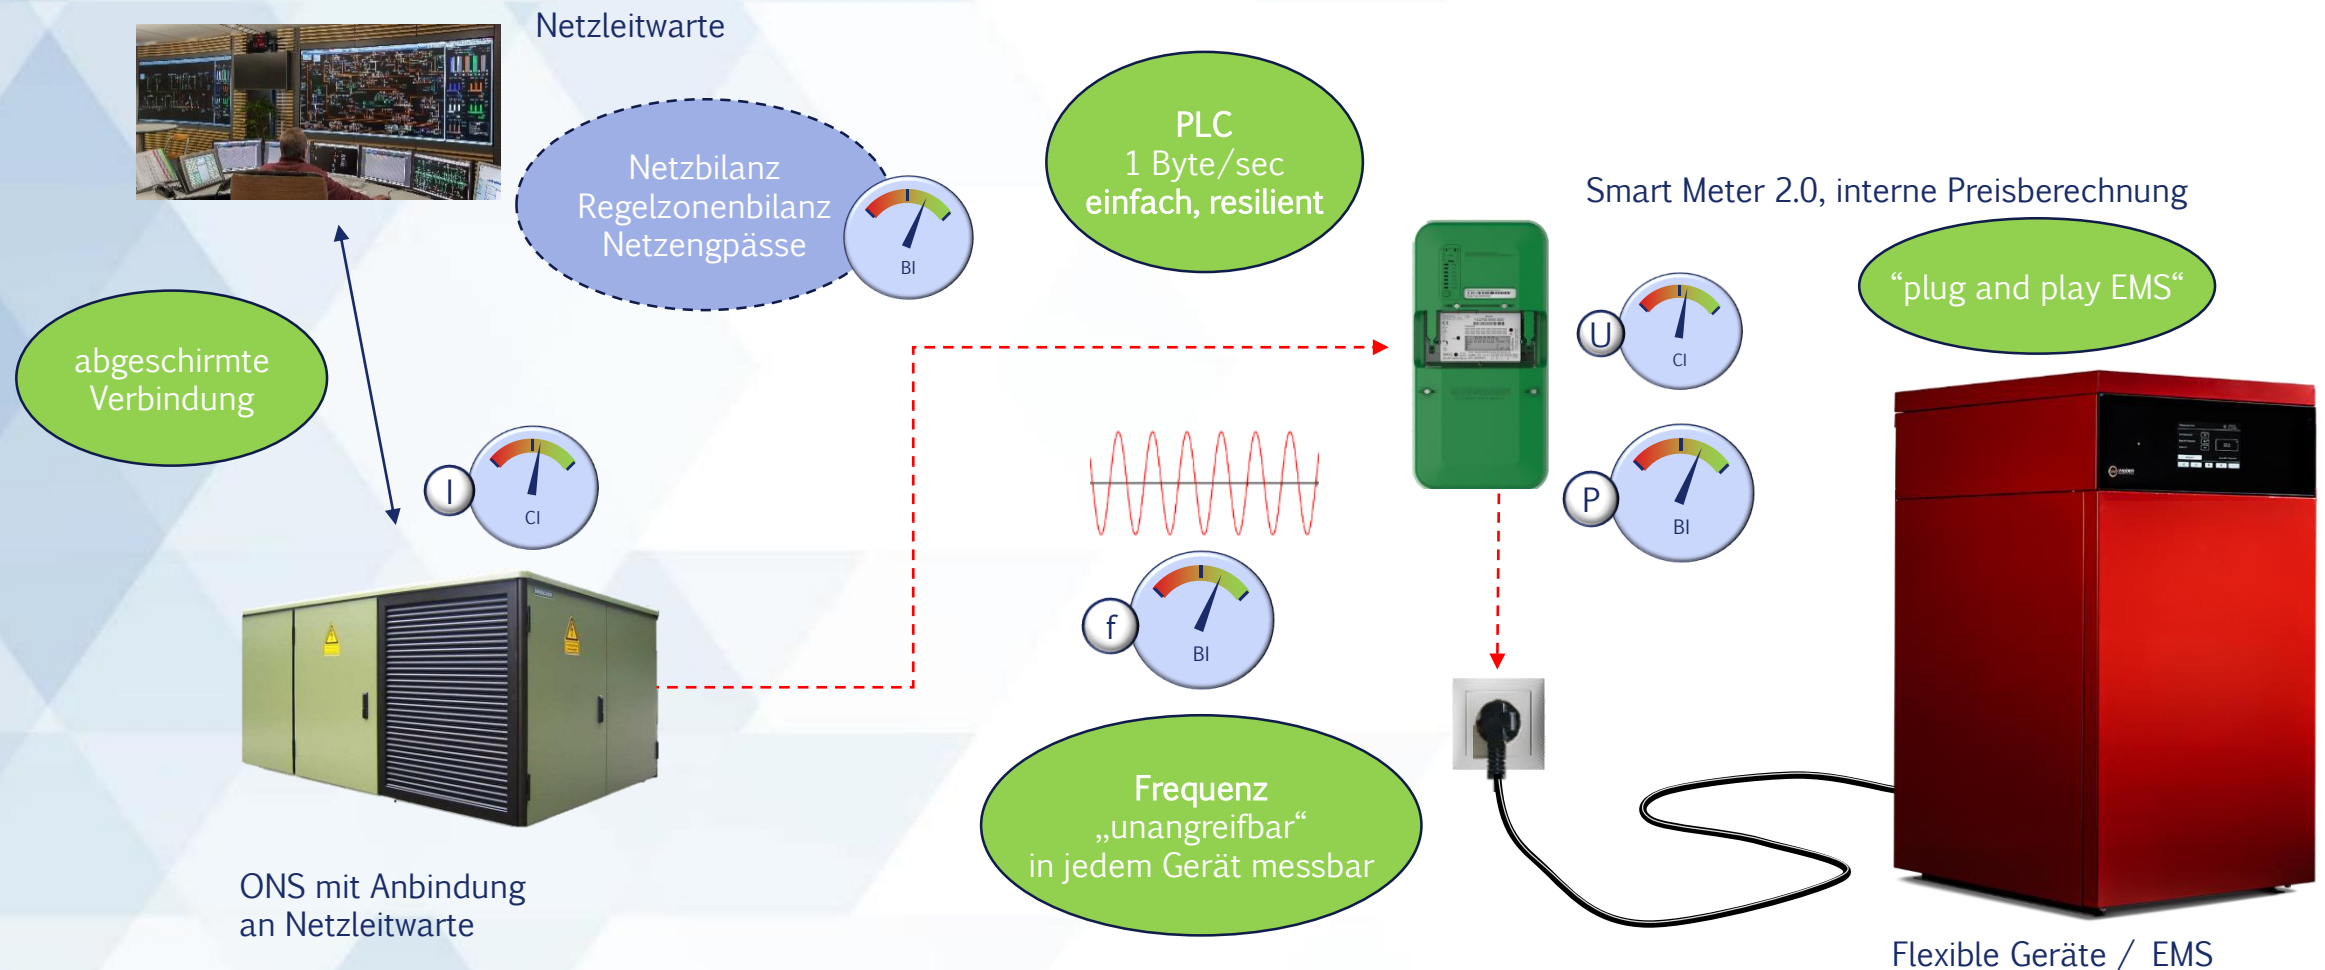 Netzleitwarte
Netzbilanz
Regelzonenbilanz
Netzengpässe
BI
PLC
1 Byte/sec
einfach, resilient
Smart Meter 2.0, interne Preisberechnung
“plug and play EMS“
U
CI
P
BI
abgeschirmte
Verbindung
I
CI
f
BI
Frequenz
„unangreifbar“
in jedem Gerät messbar
ONS mit Anbindung
an Netzleitwarte
Flexible Geräte / EMS